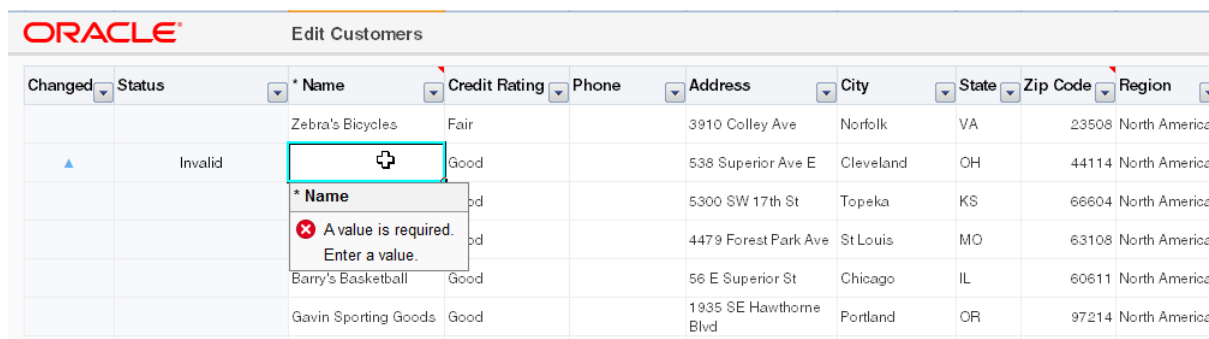 ORACLE Edit Customers
Changed Status * Name Credit Rating Phone Address City State Zip Code Region
Zebra's Bicycles Fair 3910 Colley Ave Norfolk VA 23508 North America
Invalid Good 538 Superior Ave E Cleveland OH 44114 North America
* Name 5300 SW 17th St Topeka KS 66604 North America
A value is required. 4479 Forest Park Ave St Louis MO 63108 North America
Enter a value.
Barry's Basketball Good 56 E Superior St Chicago IL 60611 North America
Gavin Sporting Goods Good 1935 SE Hawthorne Blvd Portland OR 97214 North America